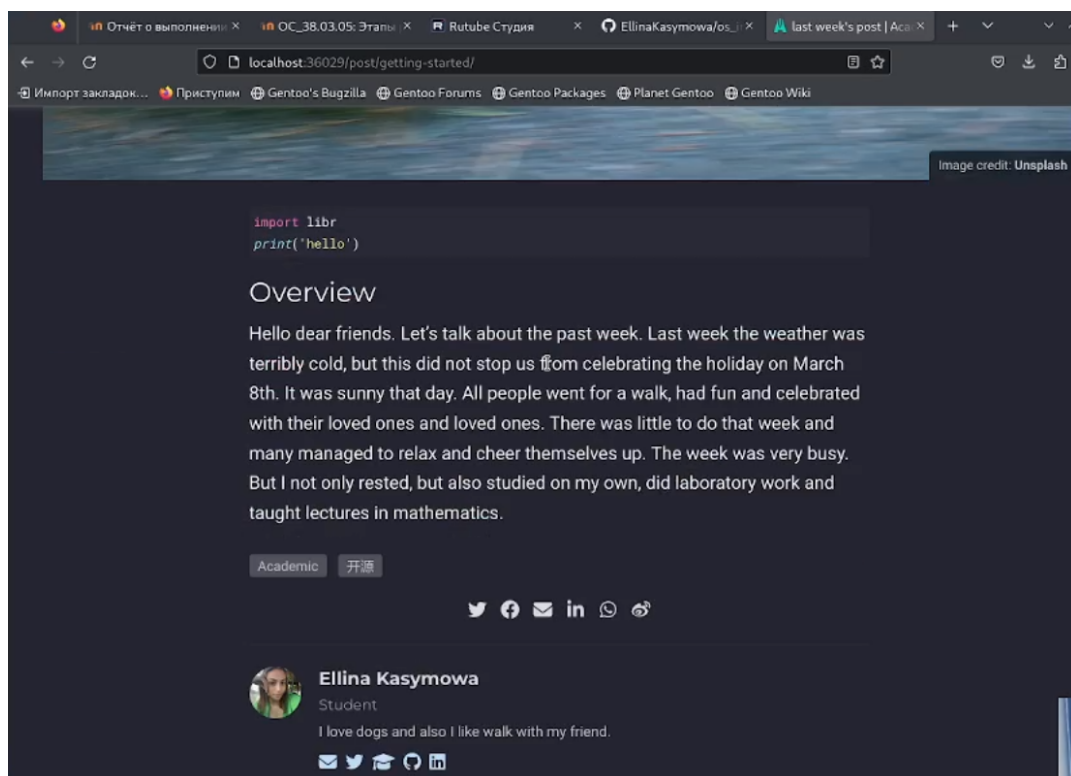 Отчёт о выполнении
ОС_38.03.05: Этапы
Rutube Студия
EllinaKasymowa/os_i
last week's post | Aca
localhost:36029/post/getting-started/
Импорт закладок...
Приступим
Gentoo's Bugzilla
Gentoo Forums
Gentoo Packages
Planet Gentoo
Gentoo Wiki
Image credit: Unsplash
import libr
print('hello')
Overview
Hello dear friends. Let's talk about the past week. Last week the weather was
terribly cold, but this did not stop us from celebrating the holiday on March
8th. It was sunny that day. All people went for a walk, had fun and celebrated
with their loved ones and loved ones. There was little to do that week and
many managed to relax and cheer themselves up. The week was very busy.
But I not only rested, but also studied on my own, did laboratory work and
taught lectures in mathematics.
Academic
开源
Ellina Kasymowa
Student
I love dogs and also I like walk with my friend.